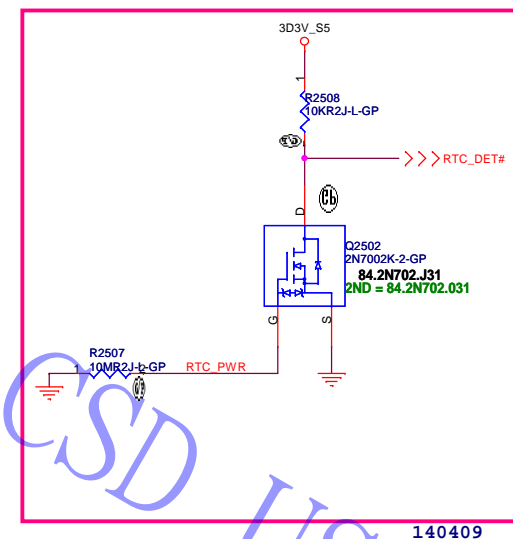 3D3V_S5
1
R2508
10KR2J-L-GP
RTC_DET#
D
Q2502
2N7002K-2-GP
84.2N702.J31
2ND = 84.2N702.031
G
S
R2507
1
10MR2J-L-GP
RTC_PWR
CSD
140409